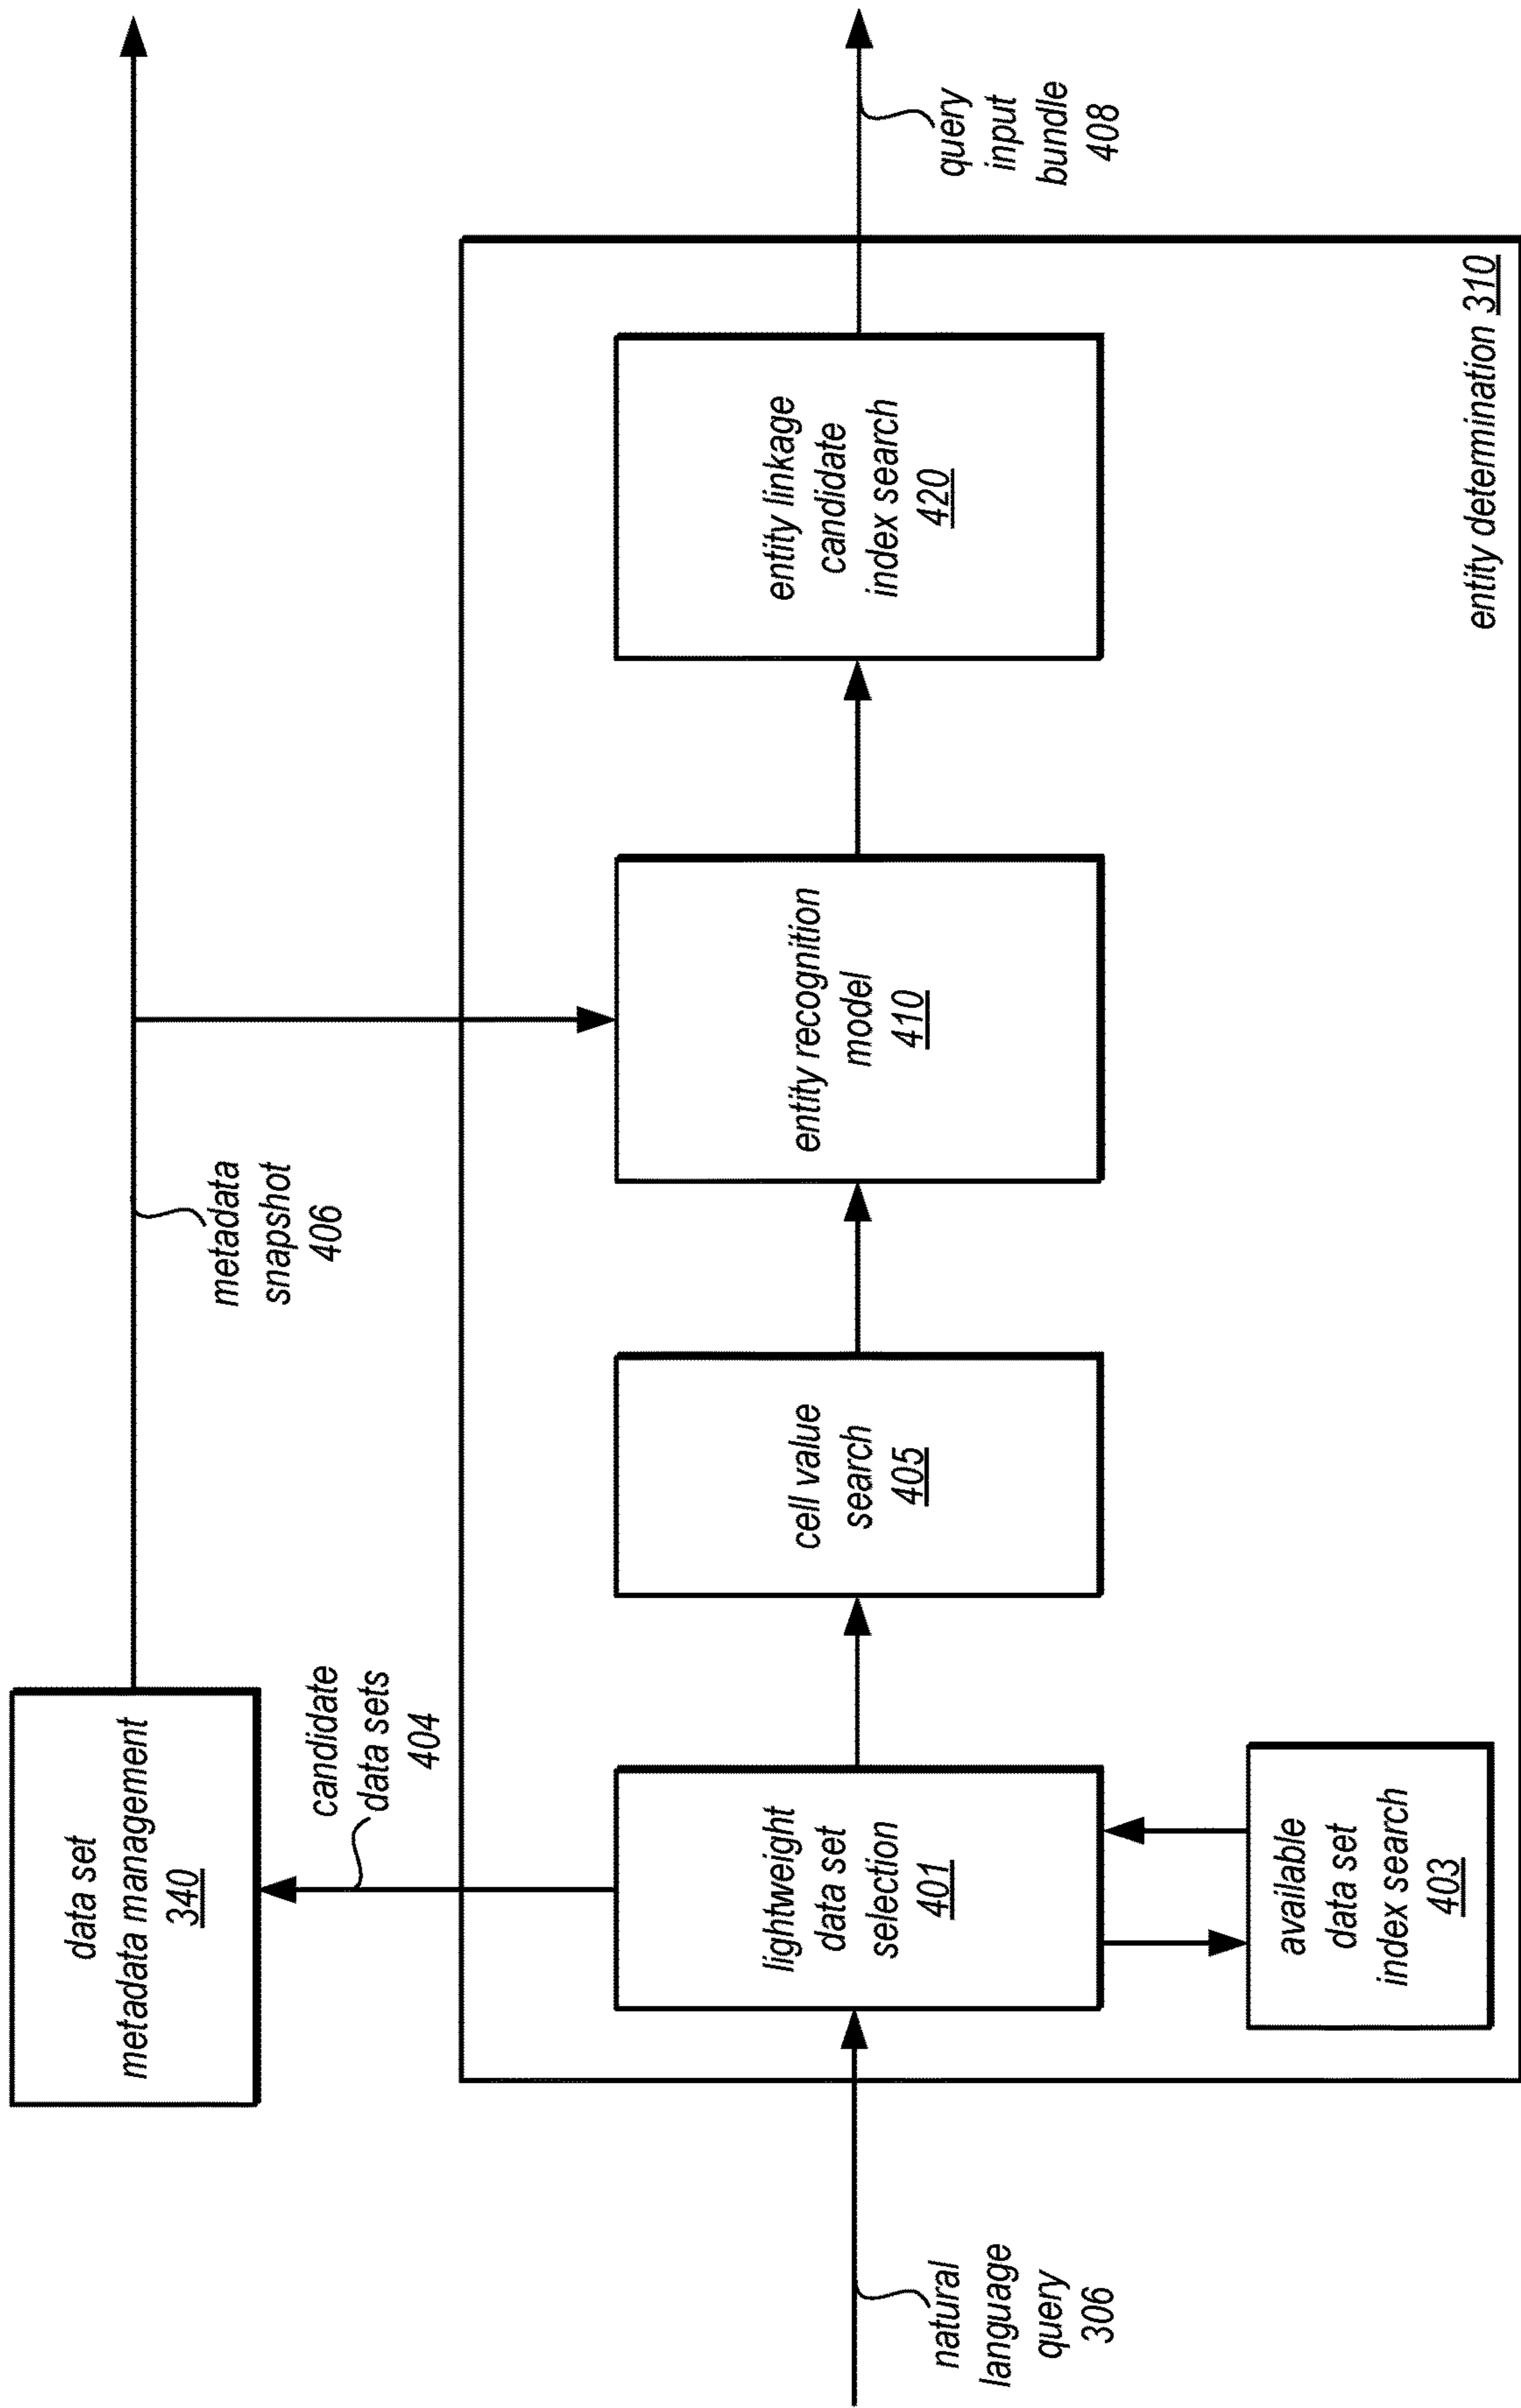 data set
metadata management
340
candidate
data sets
404
metadata
snapshot
406
natural
language
query
306
lightweight
data set
selection
401
available
data set
index search
403
cell value
search
405
entity recognition
model
410
entity linkage
candidate
index search
420
query
input
bundle
408
entity determination 310